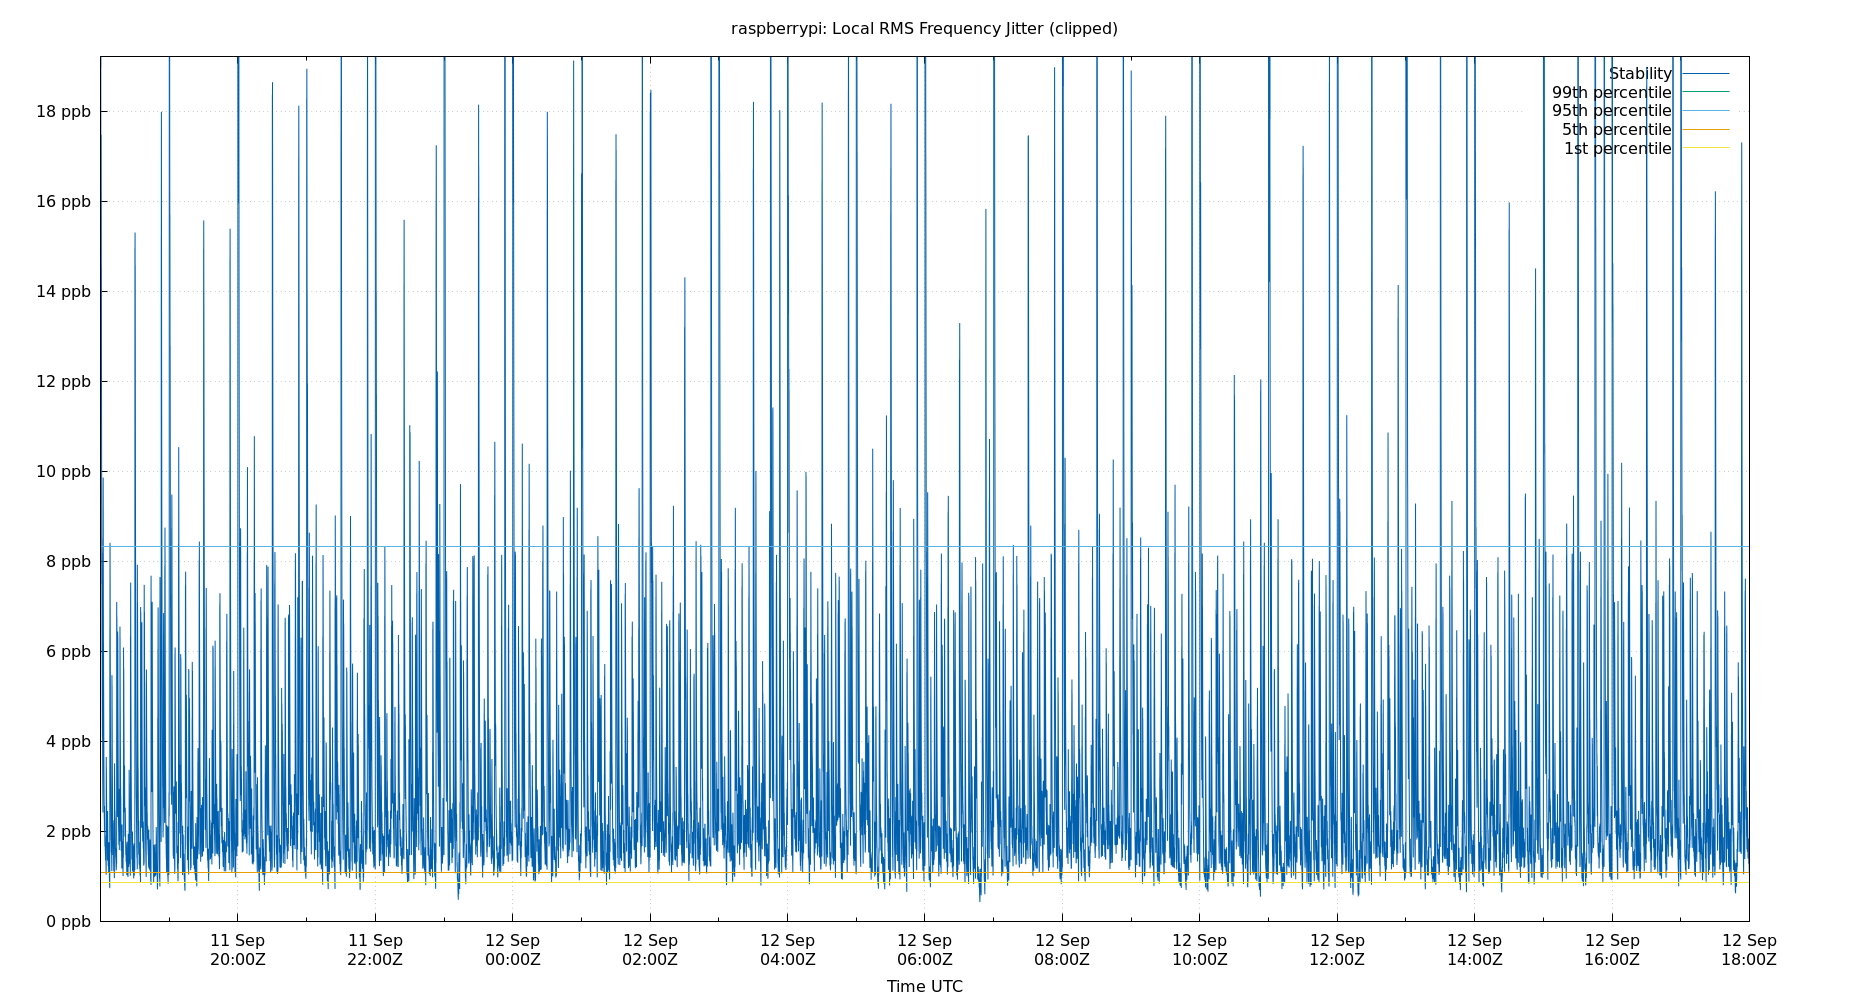 raspberrypi: Local RMS Frequency Jitter (clipped)
Stability
99th percentile
95th percentile
5th percentile
1st percentile
18 ppb
16 ppb
14 ppb
12 ppb
10 ppb
8 ppb
6 ppb
4 ppb
2 ppb
0 ppb
11 Sep 11 Sep 12 Sep 12 Sep 12 Sep 12 Sep 12 Sep 12 Sep 12 Sep 12 Sep 12 Sep 12 Sep
20:00Z 22:00Z 00:00Z 02:00Z 04:00Z 06:00Z 08:00Z 10:00Z 12:00Z 14:00Z 16:00Z 18:00Z
Time UTC